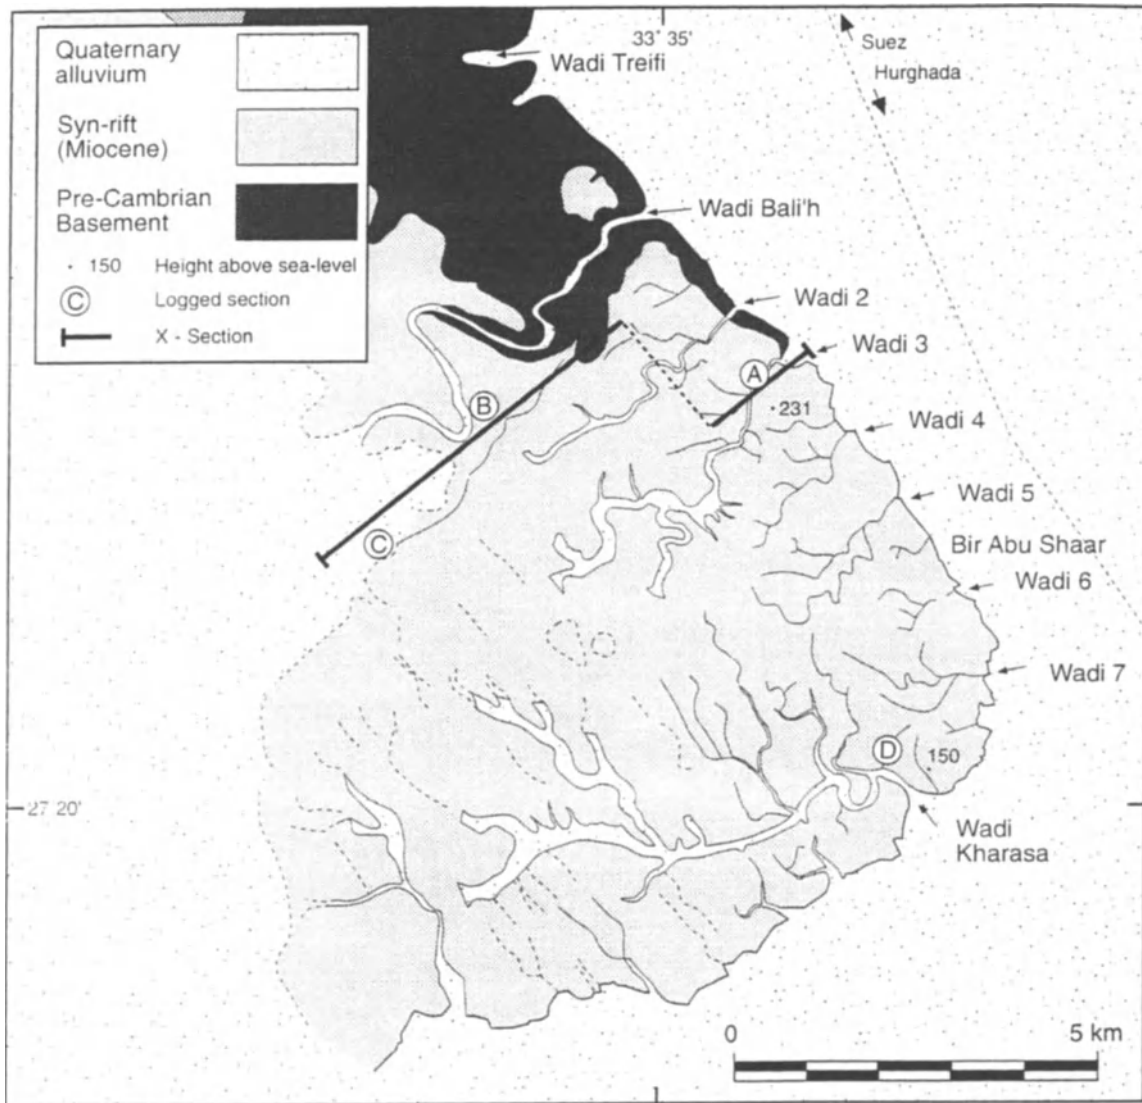 Quaternary
alluvium
Syn-rift
(Miocene)
Pre-Cambrian
Basement
· 150 Height above sea-level
C Logged section
X - Section
33 35'
Suez
Hurghada
Wadi Treifi
Wadi Bali'h
Wadi 2
Wadi 3
A
·231
B
Wadi 4
Wadi 5
C
Bir Abu Shaar
Wadi 6
Wadi 7
D
150
27 20'
Wadi
Kharasa
0 5 km